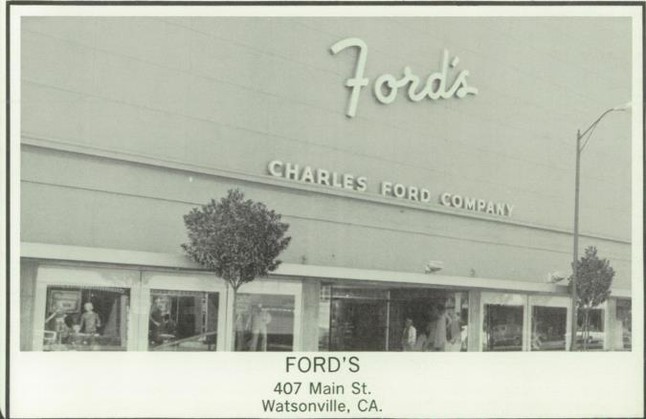 Ford's
CHARLES FORD COMPANY
FORD'S
407 Main St.
Watsonville, CA.